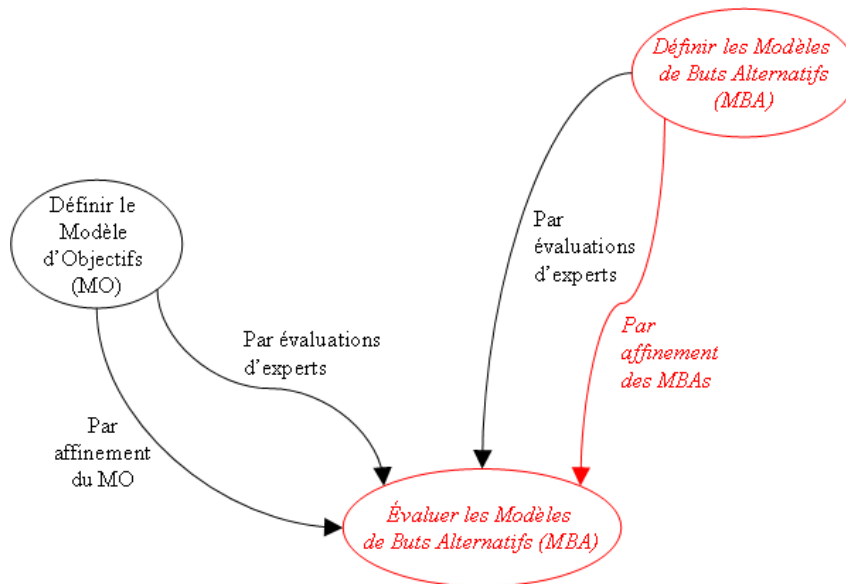 Définir les Modèles
de Buts Alternatifs
(MBA)
Définir le
Modèle
d'Objectifs
(MO)
Par
évaluations
d'experts
Par évaluations
d'experts
Par
affinement
des MBAs
Par
affinement
du MO
Évaluer les Modèles
de Buts Alternatifs (MBA)